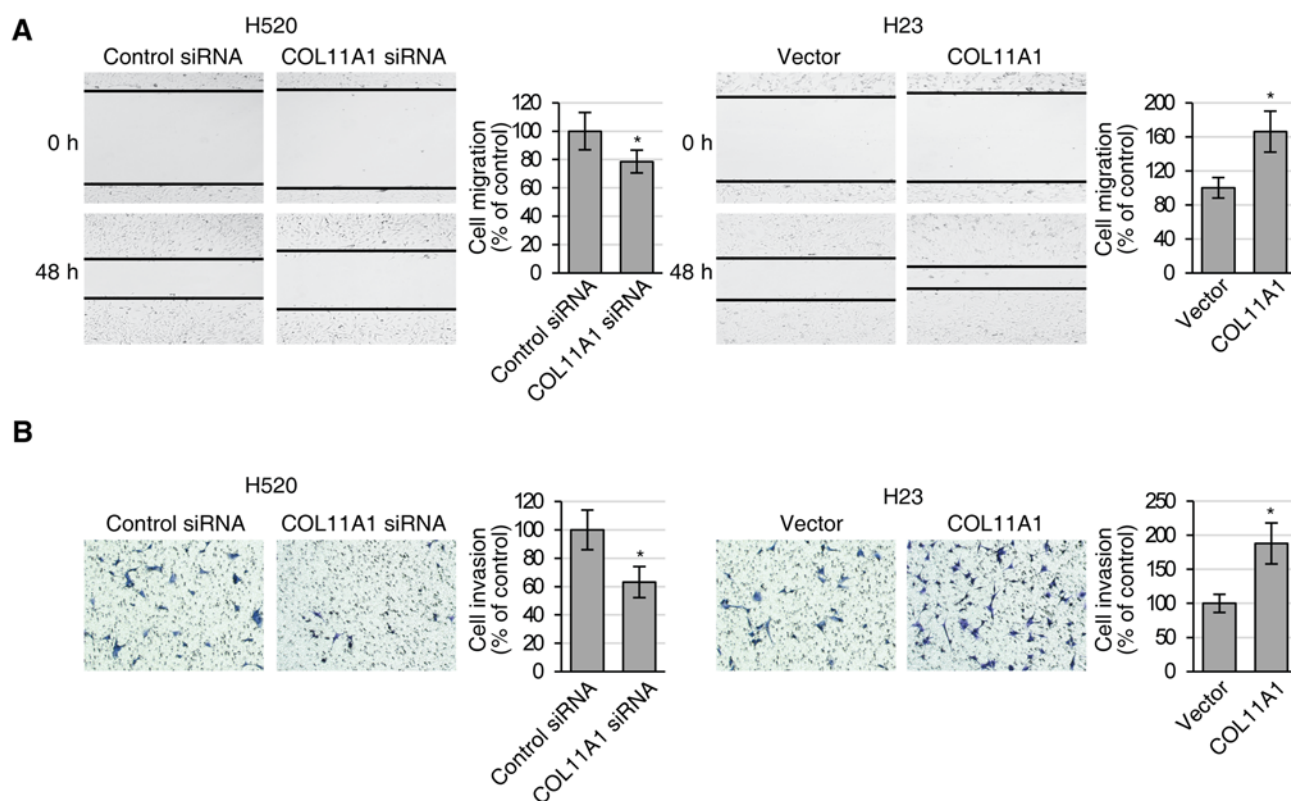 A
H520
Control siRNA
COL11A1 siRNA
0 h
48 h
Cell migration
(% of control)
120
100
80
60
40
20
0
*
Control siRNA
COL11A1 siRNA
H23
Vector
COL11A1
0 h
48 h
Cell migration
(% of control)
200
160
120
80
40
0
*
Vector
COL11A1
B
H520
Control siRNA
COL11A1 siRNA
Cell invasion
(% of control)
120
100
80
60
40
20
0
*
Control siRNA
COL11A1 siRNA
H23
Vector
COL11A1
Cell invasion
(% of control)
250
200
150
100
50
0
*
Vector
COL11A1